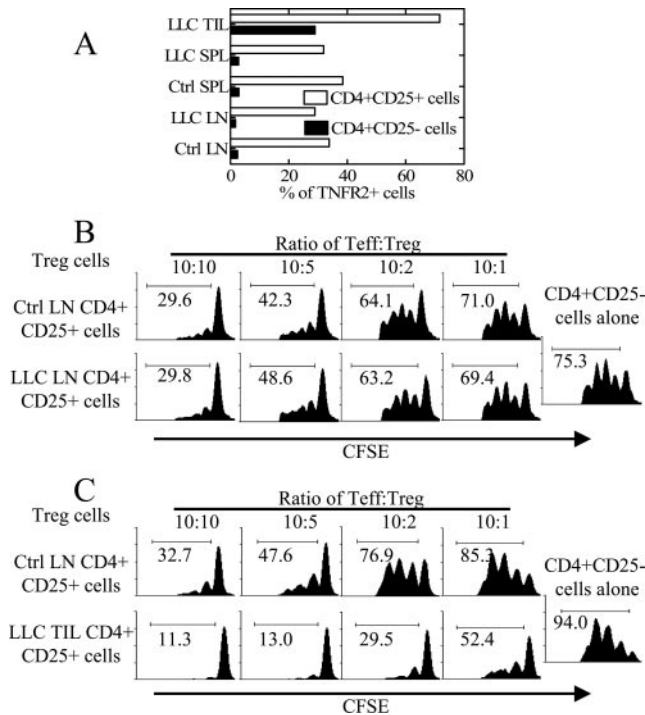 A
LLC TIL
LLC SPL
Ctrl SPL
LLC LN
Ctrl LN
CD4+CD25+ cells
CD4+CD25- cells
0 20 40 60 80
% of TNFR2+ cells
B
Ratio of Teff:Treg
Treg cells
10:10 10:5 10:2 10:1
Ctrl LN CD4+
CD25+ cells
29.6 42.3 64.1 71.0
CD4+CD25-
cells alone
LLC LN CD4+
CD25+ cells
29.8 48.6 63.2 69.4
75.3
CFSE
C
Ratio of Teff:Treg
Treg cells
10:10 10:5 10:2 10:1
Ctrl LN CD4+
CD25+ cells
32.7 47.6 76.9 85.3
CD4+CD25-
cells alone
LLC TIL CD4+
CD25+ cells
11.3 13.0 29.5 52.4
94.0
CFSE